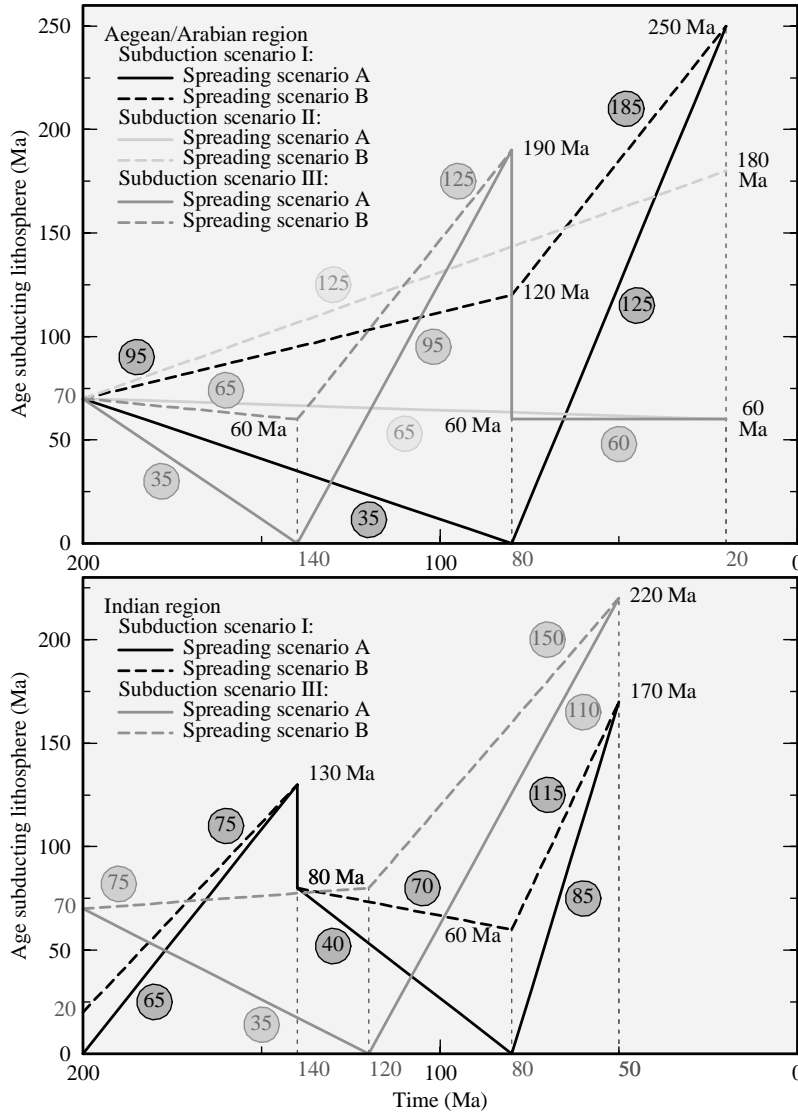 Aegean/Arabian region
Subduction scenario I:
Spreading scenario A
Spreading scenario B
Subduction scenario II:
Spreading scenario A
Spreading scenario B
Subduction scenario III:
Spreading scenario A
Spreading scenario B
Age subducting lithosphere (Ma)
250
200
150
100
70
50
0
250 Ma
185
190 Ma
180
Ma
125
125
120 Ma
125
95
95
65
60 Ma
60 Ma
60
Ma
65
60
35
35
200
140
100
80
20
0
Indian region
Subduction scenario I:
Spreading scenario A
Spreading scenario B
Subduction scenario III:
Spreading scenario A
Spreading scenario B
Age subducting lithosphere (Ma)
200
150
100
70
50
20
0
220 Ma
150
110
170 Ma
130 Ma
75
115
75
80 Ma
70
85
60 Ma
40
65
35
200
140
120
100
80
50
0
Time (Ma)